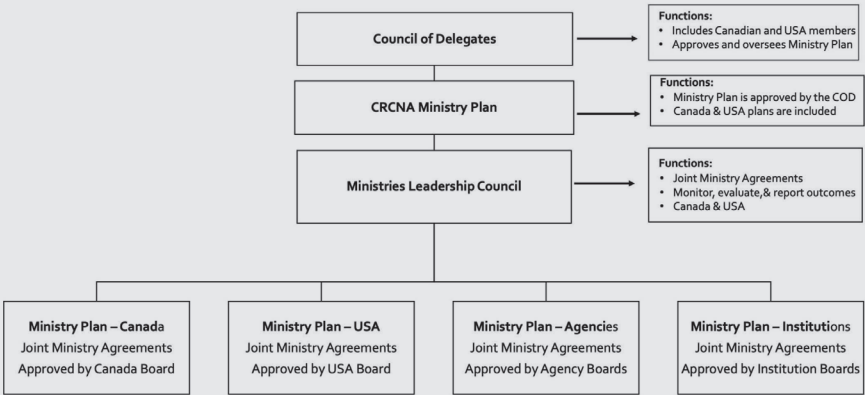 Council of Delegates
Functions:
• Includes Canadian and USA members
• Approves and oversees Ministry Plan
CRCNA Ministry Plan
Functions:
• Ministry Plan is approved by the COD
• Canada & USA plans are included
Ministries Leadership Council
Functions:
• Joint Ministry Agreements
• Monitor, evaluate,& report outcomes
• Canada & USA
Ministry Plan – Canada
Joint Ministry Agreements
Approved by Canada Board
Ministry Plan – USA
Joint Ministry Agreements
Approved by USA Board
Ministry Plan – Agencies
Joint Ministry Agreements
Approved by Agency Boards
Ministry Plan – Institutions
Joint Ministry Agreements
Approved by Institution Boards